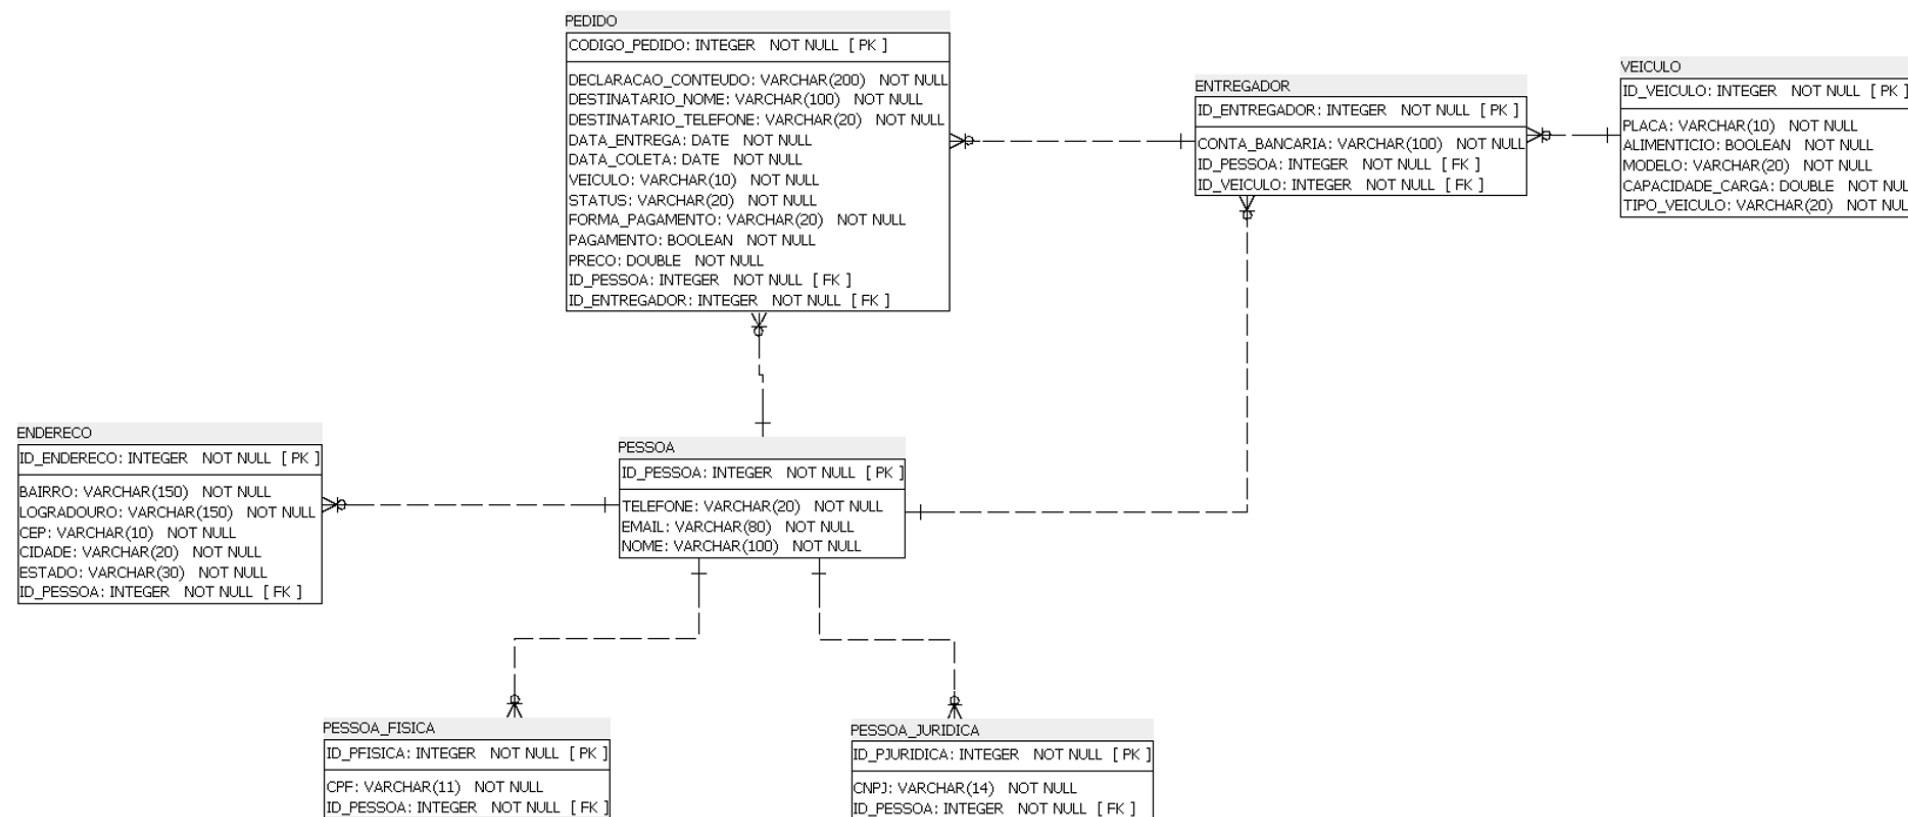 PEDIDO
CODIGO_PEDIDO: INTEGER NOT NULL [ PK ]
DECLARACAO_CONTEUDO: VARCHAR(200) NOT NULL
DESTINATARIO_NOME: VARCHAR(100) NOT NULL
DESTINATARIO_TELEFONE: VARCHAR(20) NOT NULL
DATA_ENTREGA: DATE NOT NULL
DATA_COLETA: DATE NOT NULL
VEICULO: VARCHAR(10) NOT NULL
STATUS: VARCHAR(20) NOT NULL
FORMA_PAGAMENTO: VARCHAR(20) NOT NULL
PAGAMENTO: BOOLEAN NOT NULL
PRECO: DOUBLE NOT NULL
ID_PESSOA: INTEGER NOT NULL [ FK ]
ID_ENTREGADOR: INTEGER NOT NULL [ FK ]
ENTREGADOR
ID_ENTREGADOR: INTEGER NOT NULL [ PK ]
CONTA_BANCARIA: VARCHAR(100) NOT NULL
ID_PESSOA: INTEGER NOT NULL [ FK ]
ID_VEICULO: INTEGER NOT NULL [ FK ]
VEICULO
ID_VEICULO: INTEGER NOT NULL [ PK ]
PLACA: VARCHAR(10) NOT NULL
ALIMENTICIO: BOOLEAN NOT NULL
MODELO: VARCHAR(20) NOT NULL
CAPACIDADE_CARGA: DOUBLE NOT NUL
TIPO_VEICULO: VARCHAR(20) NOT NUL
ENDERECO
ID_ENDERECO: INTEGER NOT NULL [ PK ]
BAIRRO: VARCHAR(150) NOT NULL
LOGRADOURO: VARCHAR(150) NOT NULL
CEP: VARCHAR(10) NOT NULL
CIDADE: VARCHAR(20) NOT NULL
ESTADO: VARCHAR(30) NOT NULL
ID_PESSOA: INTEGER NOT NULL [ FK ]
PESSOA
ID_PESSOA: INTEGER NOT NULL [ PK ]
TELEFONE: VARCHAR(20) NOT NULL
EMAIL: VARCHAR(80) NOT NULL
NOME: VARCHAR(100) NOT NULL
PESSOA_FISICA
ID_PFISICA: INTEGER NOT NULL [ PK ]
CPF: VARCHAR(11) NOT NULL
ID_PESSOA: INTEGER NOT NULL [ FK ]
PESSOA_JURIDICA
ID_PJURIDICA: INTEGER NOT NULL [ PK ]
CNPJ: VARCHAR(14) NOT NULL
ID_PESSOA: INTEGER NOT NULL [ FK ]